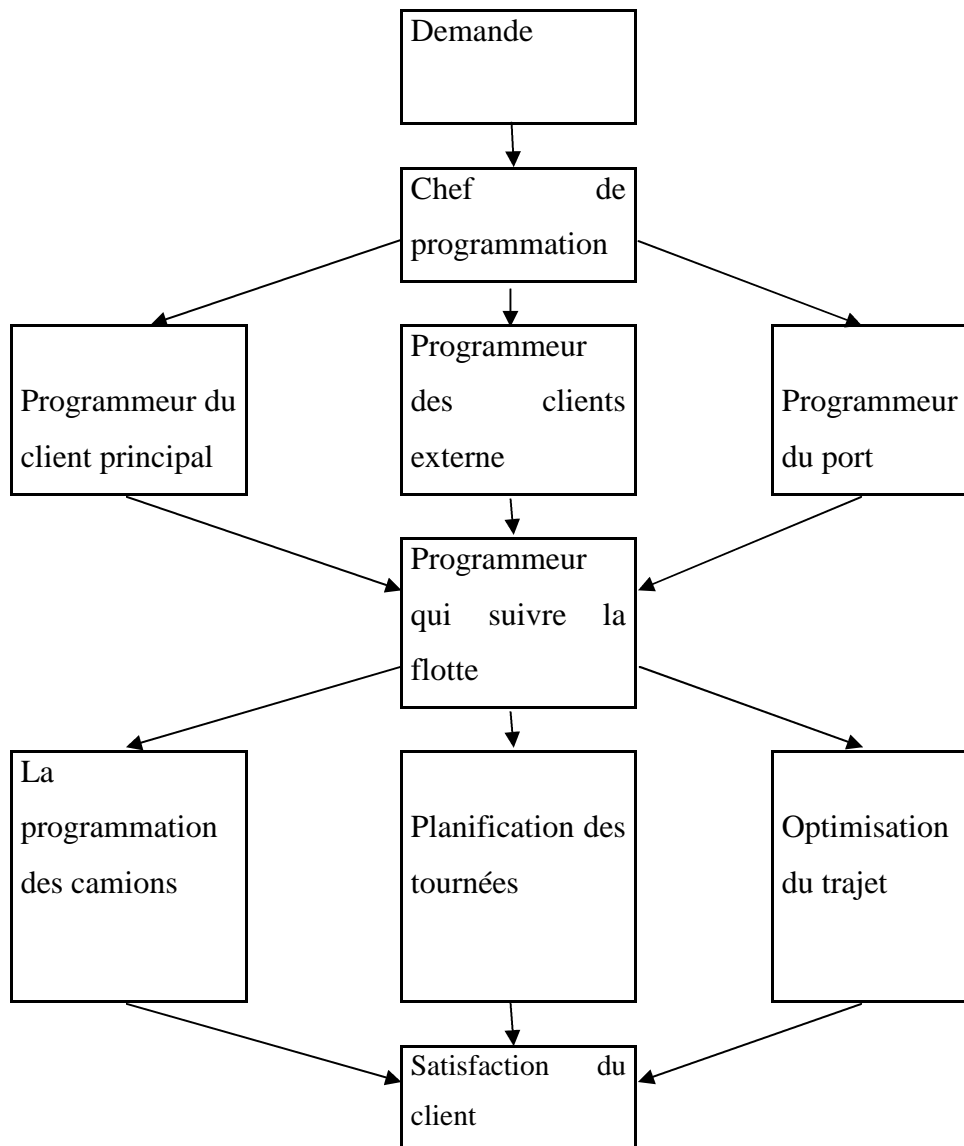 Demande
Chef de
programmation
Programmeur du
client principal
Programmeur
des clients
externe
Programmeur
du port
Programmeur
qui suivre la
flotte
La
programmation
des camions
Planification des
tournées
Optimisation
du trajet
Satisfaction du
client